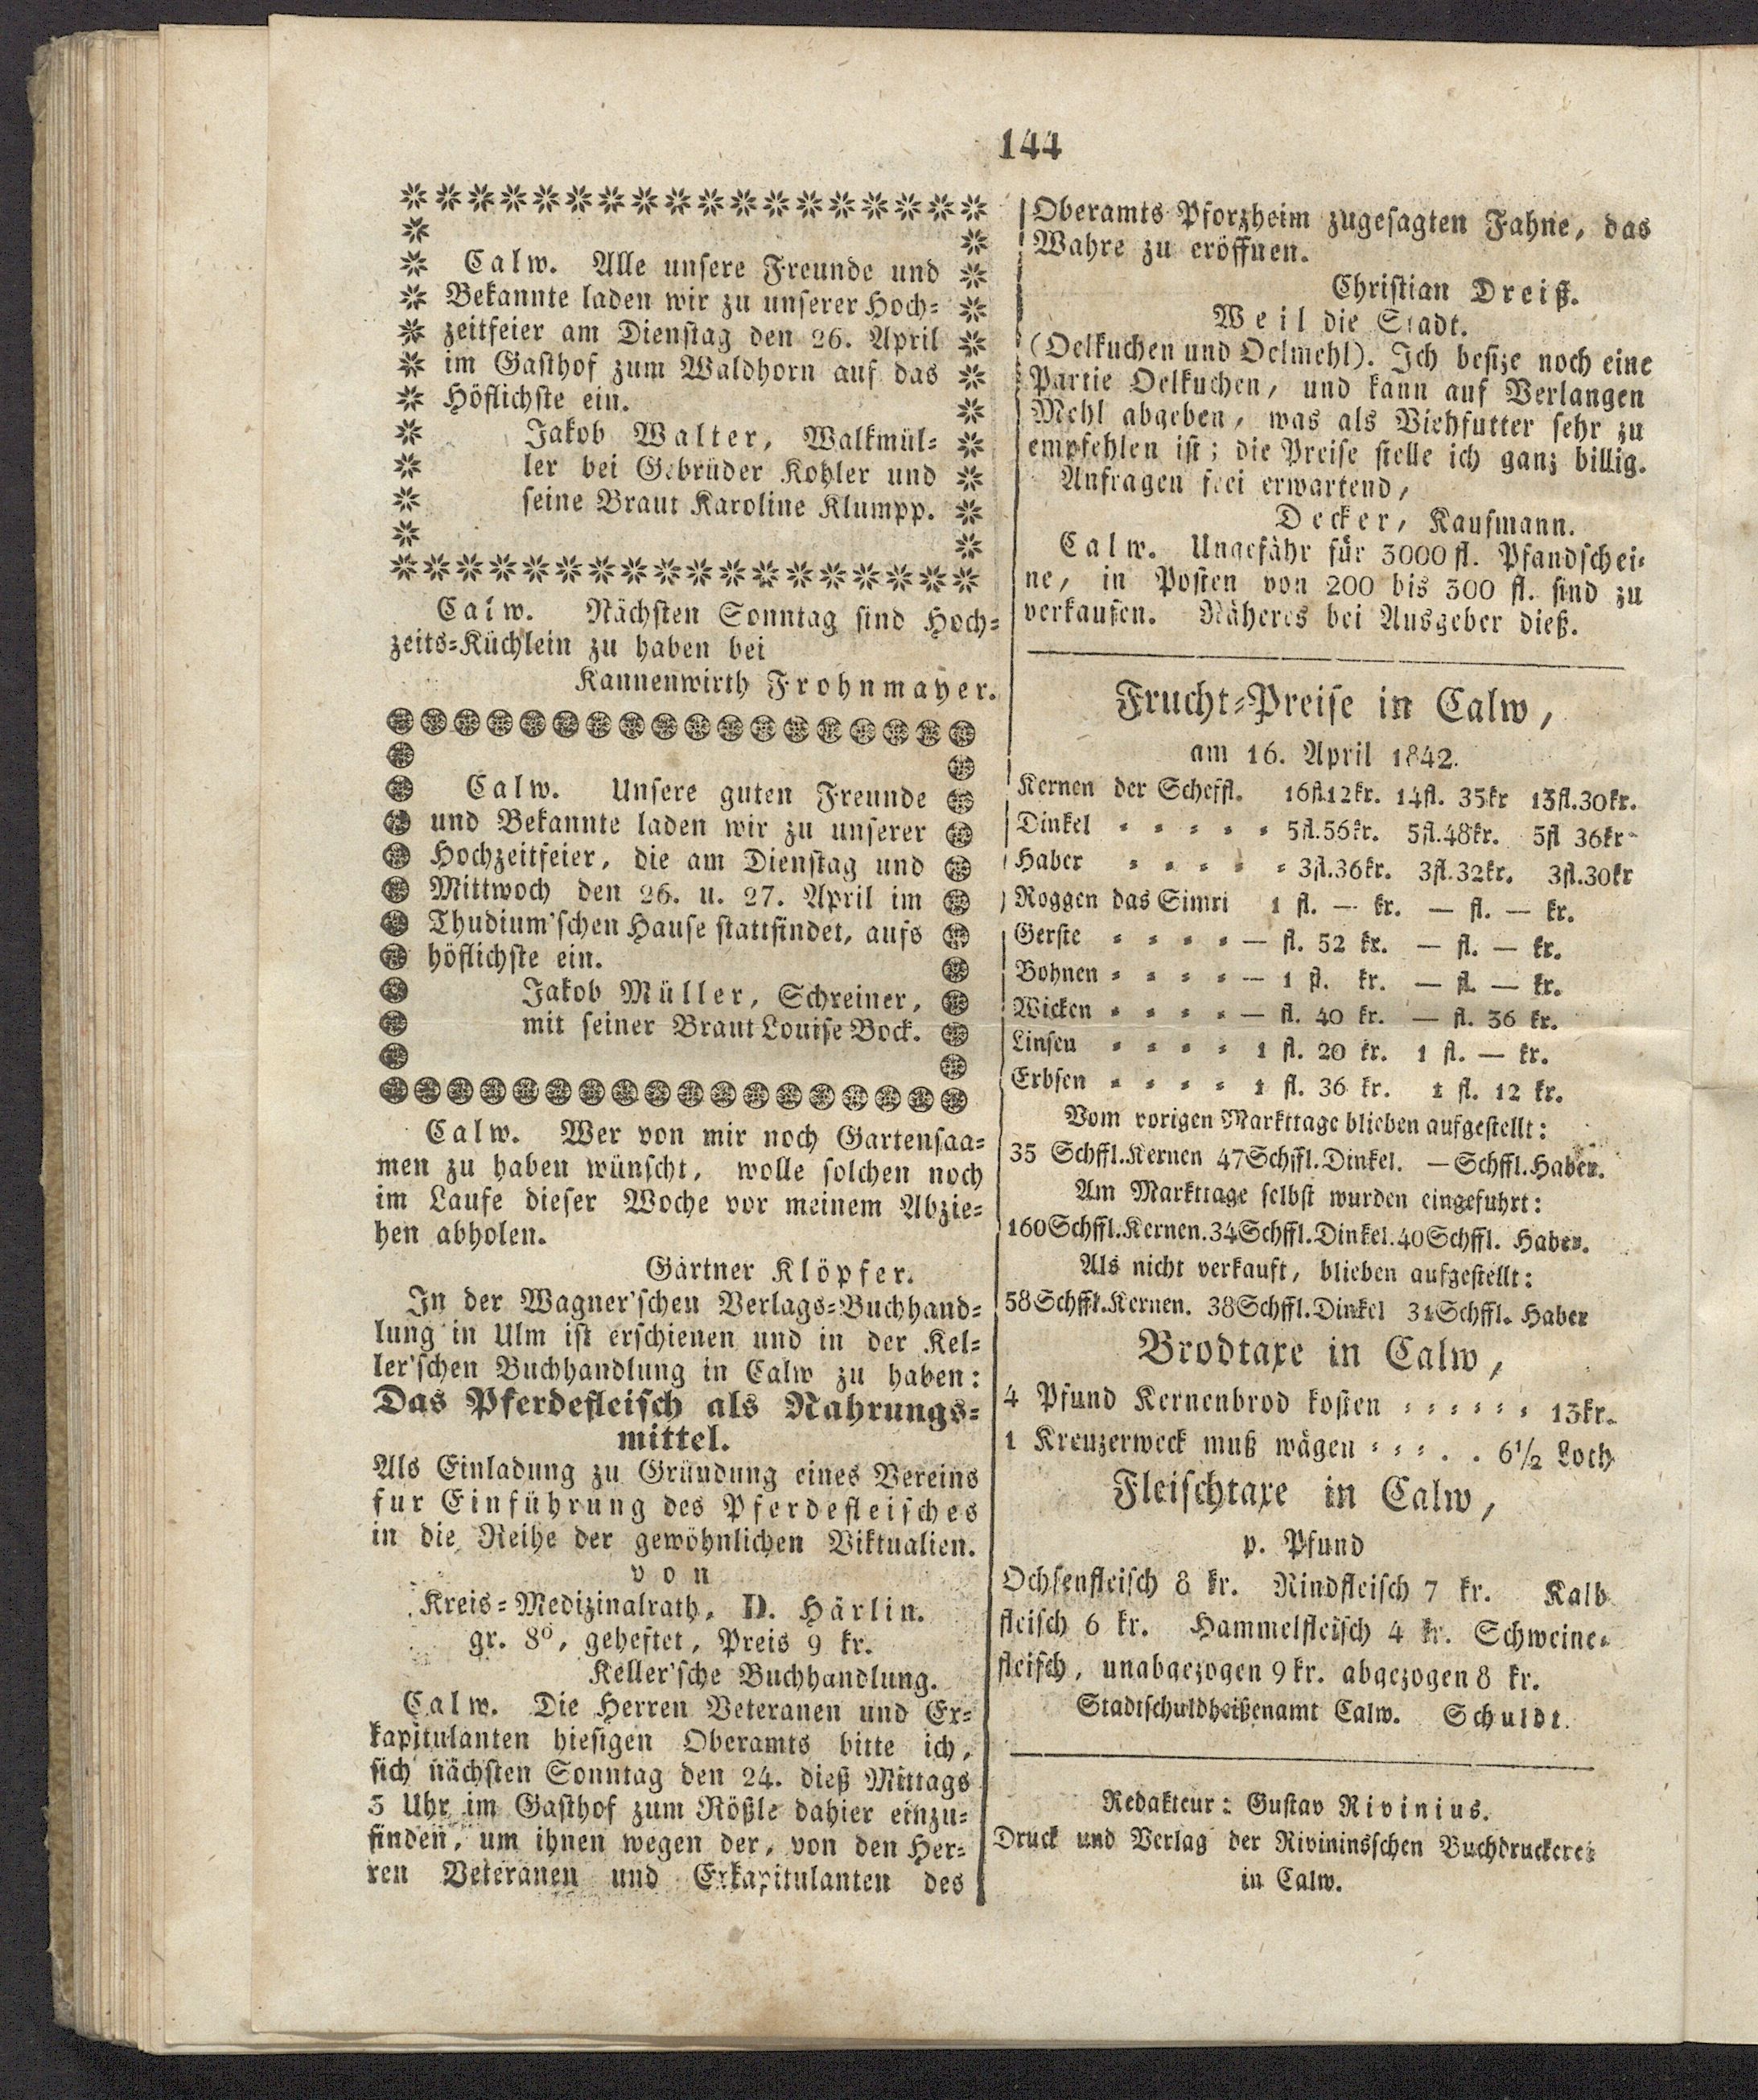 144
Calw. Alle unsere Freunde und
Bekannte laden wir zu unserer Hoch-
zeitfeier am Dienstag den 26. April
im Gasthof zum Waldhorn auf das
Höflichste ein.
Jakob Walter, Walkmül-
ler bei Gebrüder Kohler und
seine Braut Karoline Klumpp.
Calw. Nächsten Sonntag sind Hoch-
zeits-Küchlein zu haben bei
Kannenwirth Frohnmayer.
Calw. Unsere guten Freunde
und Bekannte laden wir zu unserer
Hochzeitfeier, die am Dienstag und
Mittwoch den 26. u. 27. April im
Thudium'schen Hause stattfindet, aufs
höflichste ein.
Jakob Müller, Schreiner,
mit seiner Braut Louise Bock.
Calw. Wer von mir noch Gartensaa-
men zu haben wünscht, wolle solchen noch
im Laufe dieser Woche vor meinem Abzie-
hen abholen.
Gärtner Klöpfer.
In der Wagner'schen Verlags-Buchhand-
lung in Ulm ist erschienen und in der Kel-
ler'schen Buchhandlung in Calw zu haben:
Das Pferdefleisch als Nahrungs-
mittel.
Als Einladung zu Gründung eines Vereins
fur Einführung des Pferdefleisches
in die Reihe der gewöhnlichen Viktualien.
von
Kreis-Medizinalrath, D. Härlin.
gr. 8°, geheftet, Preis 9 kr.
Keller'sche Buchhandlung.
Calw. Die Herren Veteranen und Ex-
kapitulanten hiesigen Oberamts bitte ich,
sich nächsten Sonntag den 24. dieß Mittags
3 Uhr im Gasthof zum Rößle dahier einzu-
finden, um ihnen wegen der, von den Her-
ren Veteranen und Exkapitulanten des
Oberamts Pforzheim zugesagten Fahne, das
Wahre zu eröffnen.
Christian Dreiß.
Weil die Stadt.
(Oelkuchen und Oelmehl). Ich besize noch eine
Partie Oelkuchen, und kann auf Verlangen
Mehl abgeben, was als Viehfutter sehr zu
empfehlen ist; die Preise stelle ich ganz billig.
Anfragen frei erwartend,
Decker, Kaufmann.
Calw. Ungefähr für 3000 fl. Pfandschei-
ne, in Posten von 200 bis 300 fl. sind zu
verkaufen. Näheres bei Ausgeber dieß.
Frucht-Preise in Calw,
am 16. April 1842.
Kernen der Scheffl. 16fl.12kr. 14fl. 35kr 13fl.30kr.
Dinkel = = = = = 5fl.56kr. 5fl.48kr. 5fl 36kr
Haber = = = = = 3fl.36kr. 3fl.32kr. 3fl.30kr
Roggen das Simri 1 fl. — kr. — fl. — kr.
Gerste = = = = — fl. 52 kr. — fl. — kr.
Bohnen = = = = — 1 fl. kr. — fl. — kr.
Wicken = = = = — fl. 40 kr. — fl. 36 kr.
Linsen = = = = 1 fl. 20 kr. 1 fl. — kr.
Erbsen = = = = 1 fl. 36 kr. 1 fl. 12 kr.
Vom vorigen Markttage blieben aufgestellt:
35 Schffl.Kernen 47Schffl.Dinkel. —Schffl.Haber.
Am Markttage selbst wurden eingefuhrt:
160Schffl.Kernen.34Schffl.Dinkel.40Schffl. Haber.
Als nicht verkauft, blieben aufgestellt:
58Schffl.Kernen. 38Schffl.Dinkel 31Schffl. Haber
Brodtaxe in Calw,
4 Pfund Kernenbrod kosten = = = = = = 13kr.
1 Kreuzerweck muß wägen = = = . . 6½ Loth
Fleischtaxe in Calw,
p. Pfund
Ochsenfleisch 8 kr. Rindfleisch 7 kr. Kalb
fleisch 6 kr. Hammelfleisch 4 kr. Schweine-
fleisch, unabgezogen 9 kr. abgezogen 8 kr.
Stadtschuldheißenamt Calw. Schuldt.
Redakteur: Gustav Rivinius.
Druck und Verlag der Rivininsschen Buchdruckerei
in Calw.